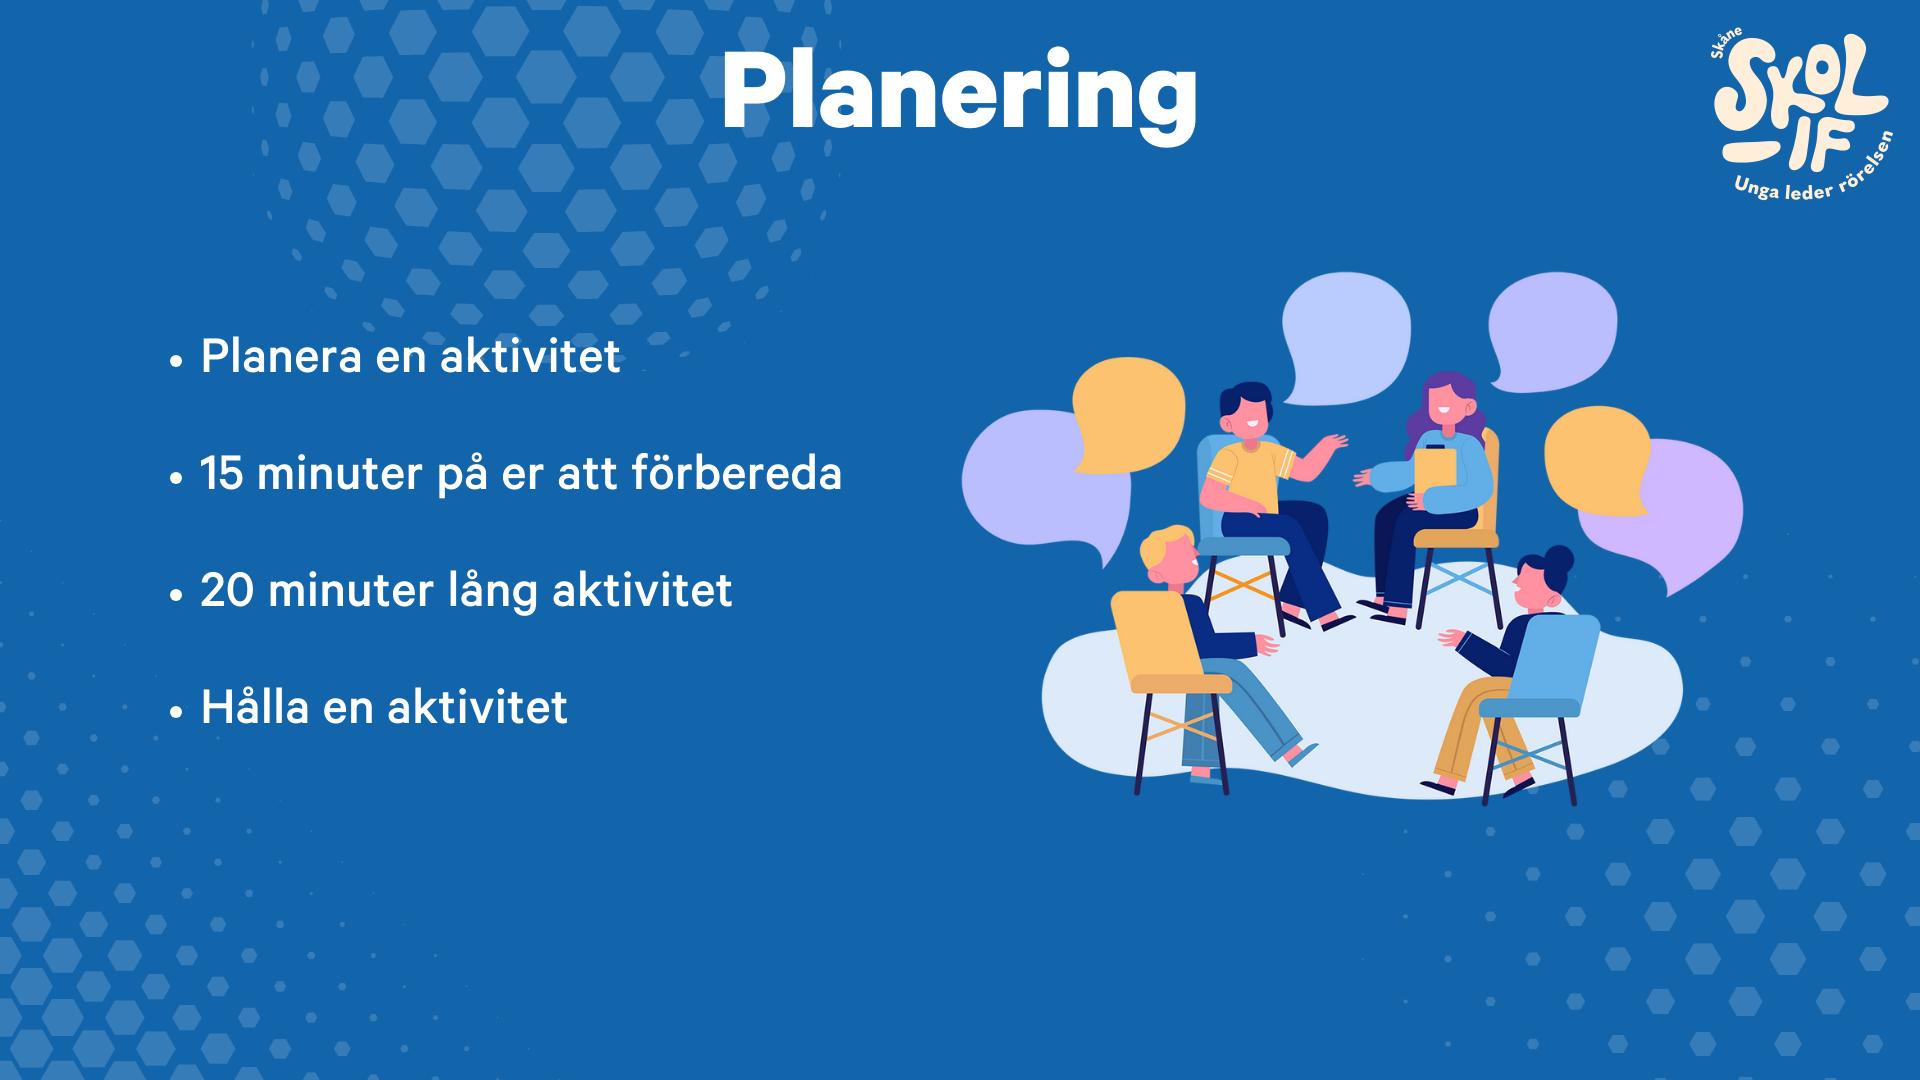 Planering
Skåne
SKOL
-IF
Unga leder rörelsen
• Planera en aktivitet
• 15 minuter på er att förbereda
• 20 minuter lång aktivitet
• Hålla en aktivitet